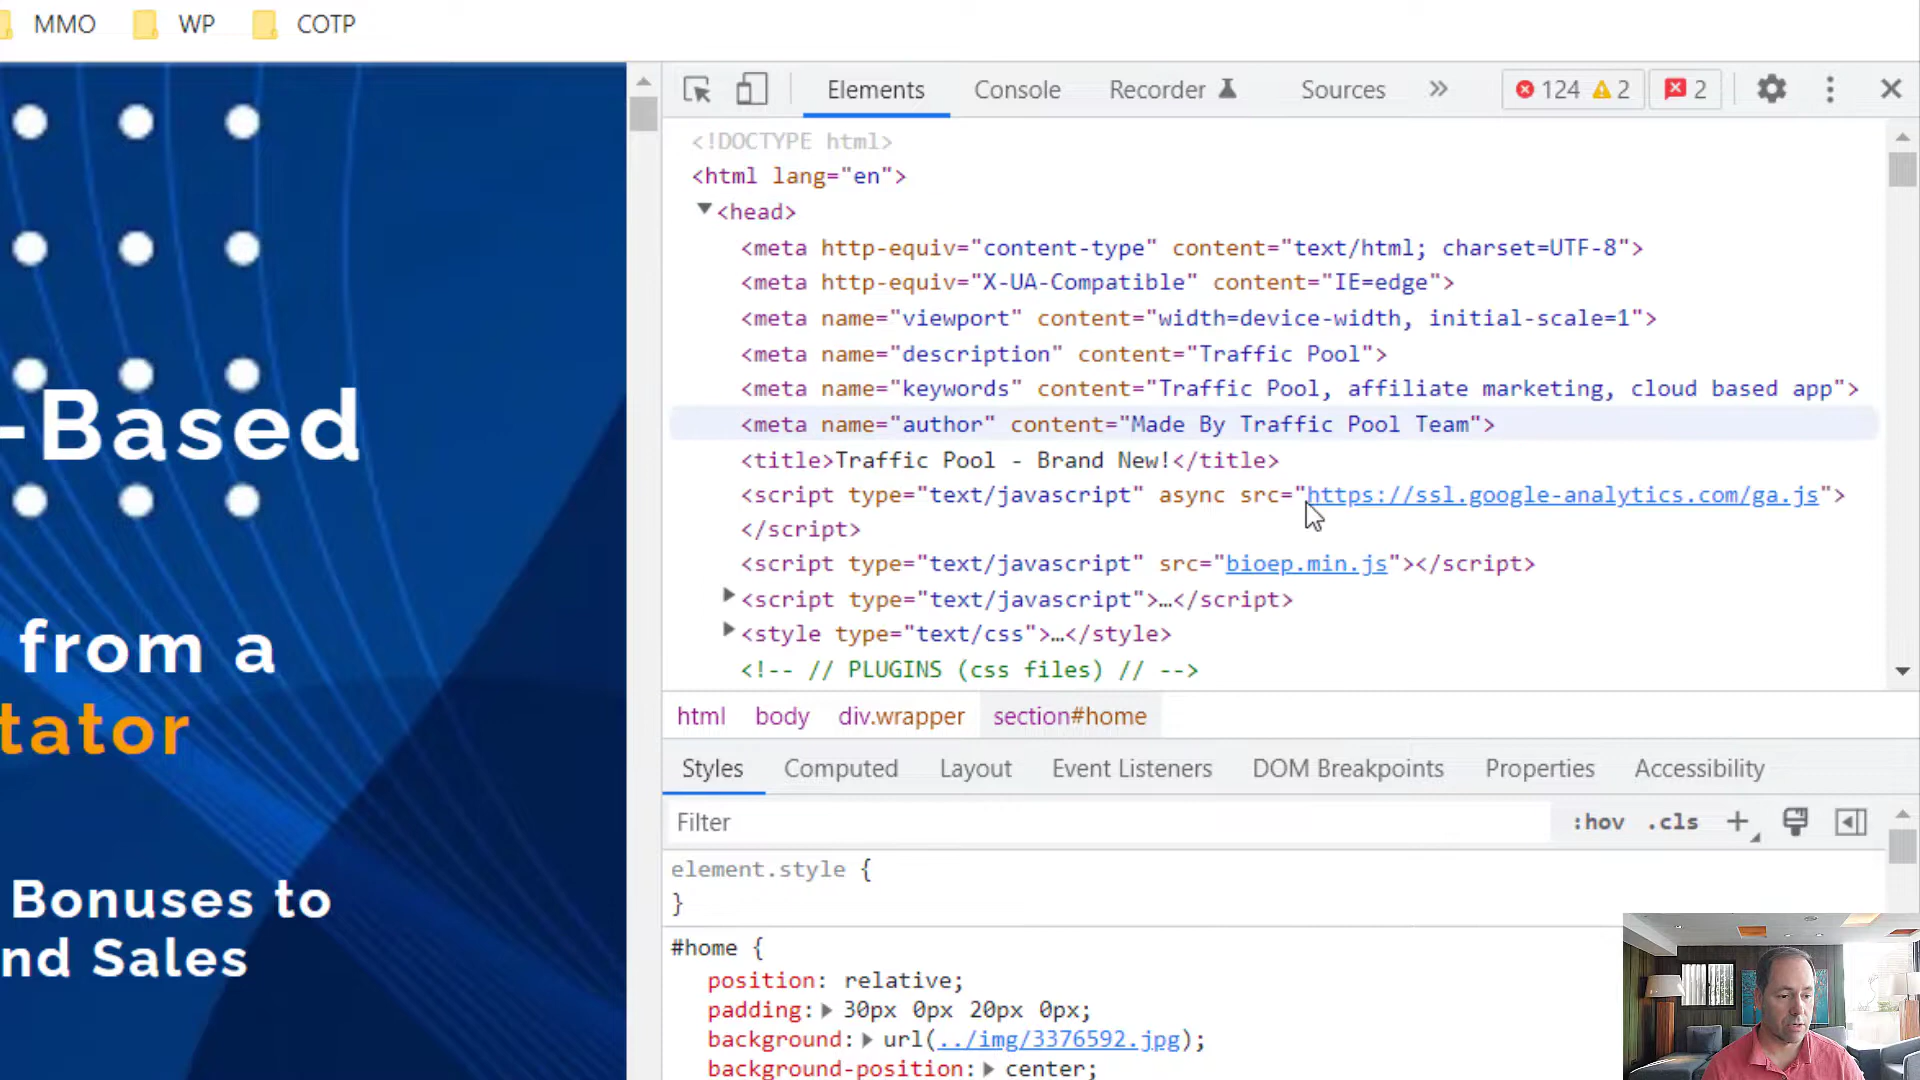 MMO WP COTP
-Based
from a
tator
Bonuses to
nd Sales
Elements Console Recorder Sources » 124 2 2
<!DOCTYPE html>
<html lang="en">
<head>
<meta http-equiv="content-type" content="text/html; charset=UTF-8">
<meta http-equiv="X-UA-Compatible" content="IE=edge">
<meta name="viewport" content="width=device-width, initial-scale=1">
<meta name="description" content="Traffic Pool">
<meta name="keywords" content="Traffic Pool, affiliate marketing, cloud based app">
<meta name="author" content="Made By Traffic Pool Team">
<title>Traffic Pool - Brand New!</title>
<script type="text/javascript" async src="https://ssl.google-analytics.com/ga.js">
</script>
<script type="text/javascript" src="bioep.min.js"></script>
<script type="text/javascript">…</script>
<style type="text/css">…</style>
<!-- // PLUGINS (css files) // -->
html body div.wrapper section#home
Styles Computed Layout Event Listeners DOM Breakpoints Properties Accessibility
Filter :hov .cls +
element.style {
}
#home {
position: relative;
padding: 30px 0px 20px 0px;
background: url(../img/3376592.jpg);
background-position: center;